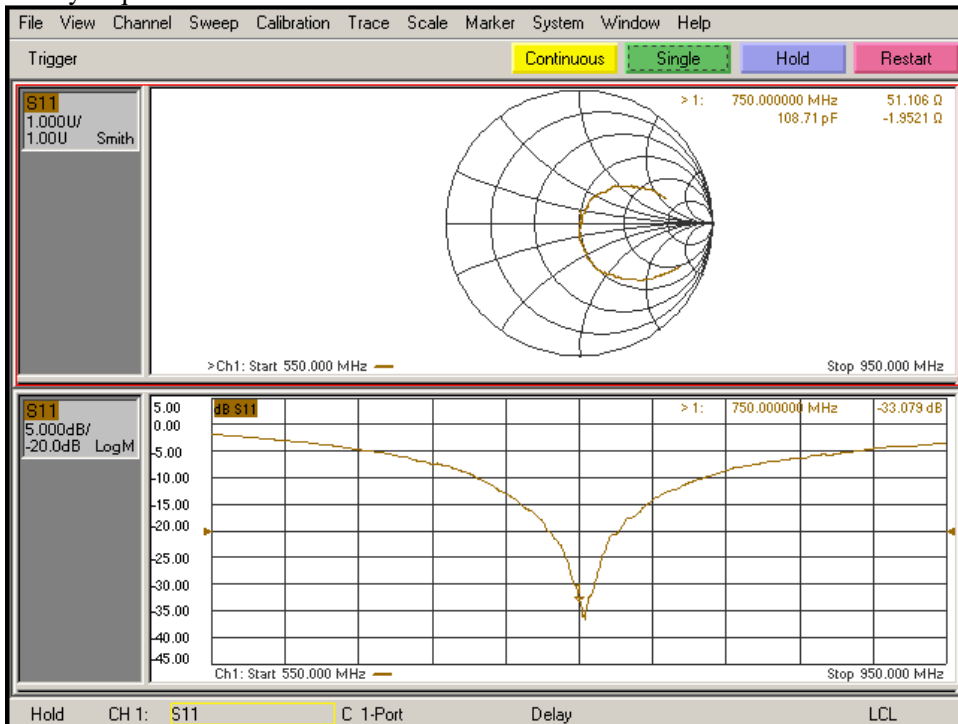 File View Channel Sweep Calibration Trace Scale Marker System Window Help
Trigger Continuous Single Hold Restart
S11
1.000U/
1.00U Smith
> 1: 750.000000 MHz 51.106 Ω
108.71 pF -1.9521 Ω
>Ch1: Start 550.000 MHz Stop 950.000 MHz
S11
5.000dB/
-20.0dB LogM
5.00
0.00
-5.00
-10.00
-15.00
-20.00
-25.00
-30.00
-35.00
-40.00
-45.00
dB S11
> 1: 750.000000 MHz -33.079 dB
Ch1: Start 550.000 MHz Stop 950.000 MHz
Hold CH 1: S11 C 1-Port Delay LCL